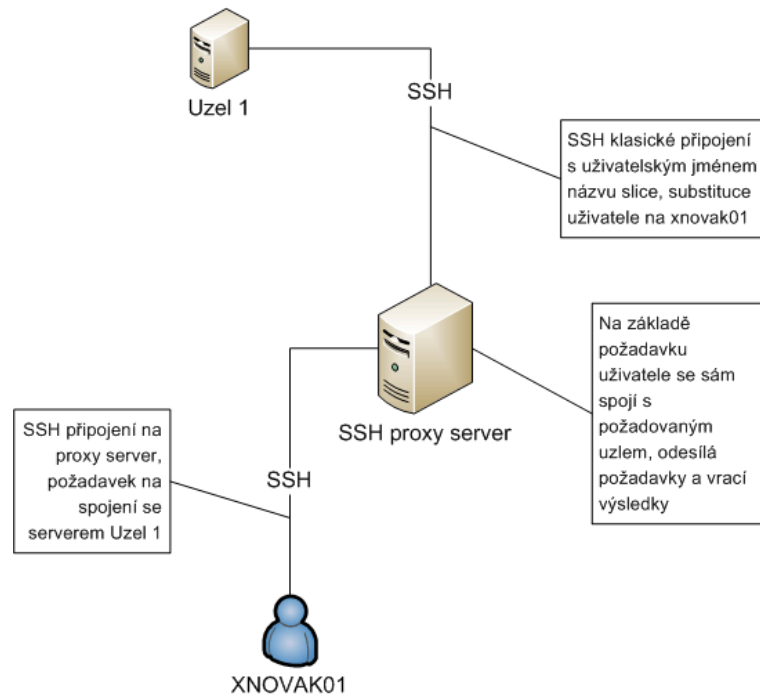 Uzel 1
SSH
SSH klasické připojení
s uživatelským jménem
názvu slice, substituce
uživatele na xnovak01
SSH proxy server
Na základě
požadavku
uživatele se sám
spojí s
požadovaným
uzlem, odesílá
požadavky a vrací
výsledky
SSH připojení na
proxy server,
požadavek na
spojení se
serverem Uzel 1
SSH
XNOVAK01